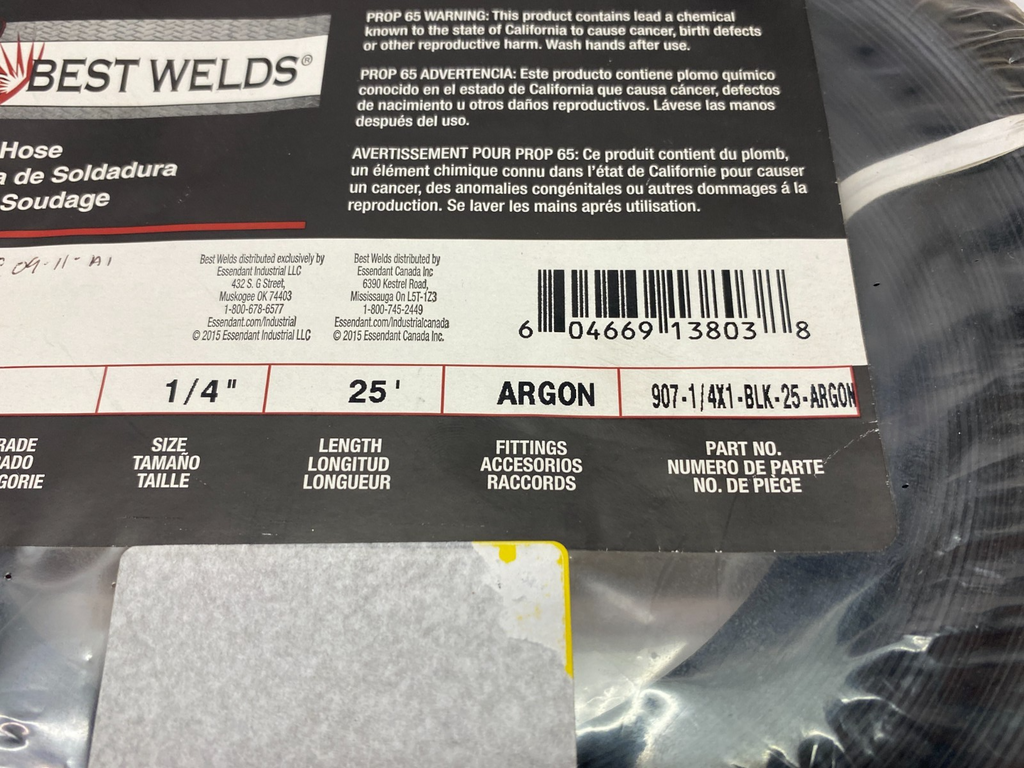 BEST WELDS®
Hose
de Soldadura
Soudage
PROP 65 WARNING: This product contains lead a chemical
known to the state of California to cause cancer, birth defects
or other reproductive harm. Wash hands after use.
PROP 65 ADVERTENCIA: Este producto contiene plomo químico
conocido en el estado de California que causa cáncer, defectos
de nacimiento u otros daños reproductivos. Lávese las manos
después del uso.
AVERTISSEMENT POUR PROP 65: Ce produit contient du plomb,
un élément chimique connu dans l'état de Californie pour causer
un cancer, des anomalies congénitales ou autres dommages á la
reproduction. Se laver les mains aprés utilisation.
09-11-A1
Best Welds distributed exclusively by
Essendant Industrial LLC
432 S. G Street,
Muskogee OK 74403
1-800-678-6577
Essendant.com/Industrial
© 2015 Essendant Industrial LLC
Best Welds distributed by
Essendant Canada Inc
6390 Kestrel Road,
Mississauga On L5T-1Z3
1-800-745-2449
Essendant.com/Industrialcanada
© 2015 Essendant Canada Inc.
6 04669 13803 8
1/4" 25' ARGON 907-1/4X1-BLK-25-ARGON
SIZE
TAMAÑO
TAILLE
LENGTH
LONGITUD
LONGUEUR
FITTINGS
ACCESORIOS
RACCORDS
PART NO.
NUMERO DE PARTE
NO. DE PIÈCE